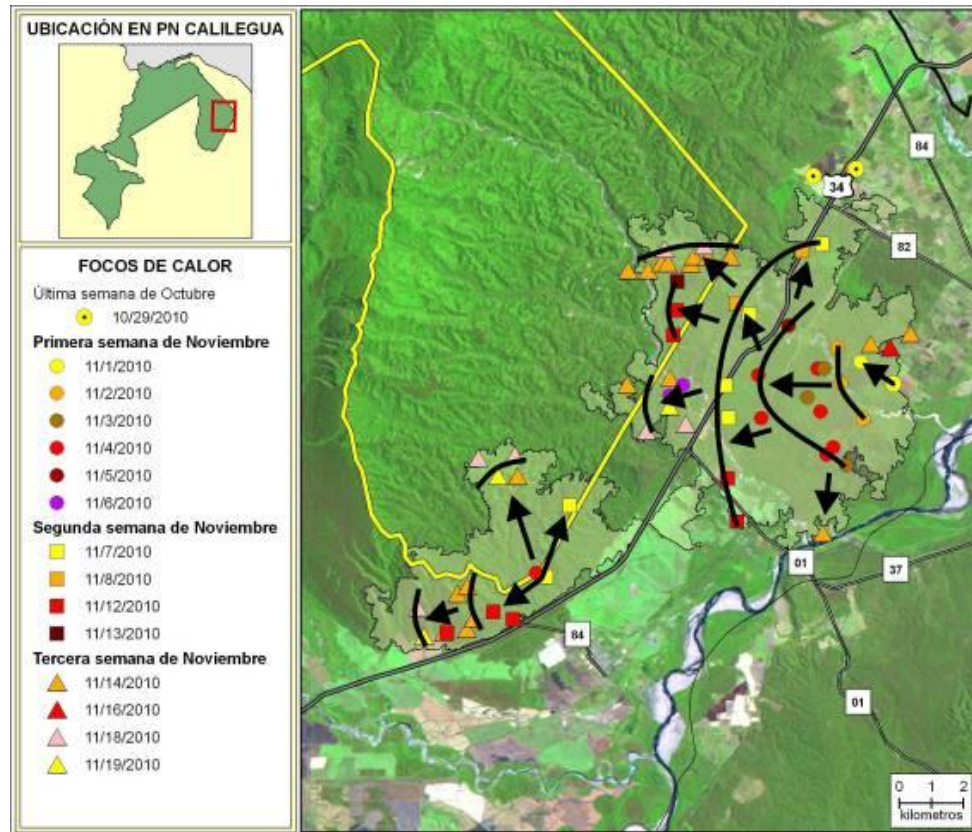 UBICACIÓN EN PN CALILEGUA
FOCOS DE CALOR
Última semana de Octubre
10/29/2010
Primera semana de Noviembre
11/1/2010
11/2/2010
11/3/2010
11/4/2010
11/5/2010
11/6/2010
Segunda semana de Noviembre
11/7/2010
11/8/2010
11/12/2010
11/13/2010
Tercera semana de Noviembre
11/14/2010
11/16/2010
11/18/2010
11/19/2010
84
34
82
01
37
84
01
0 1 2
kilometros